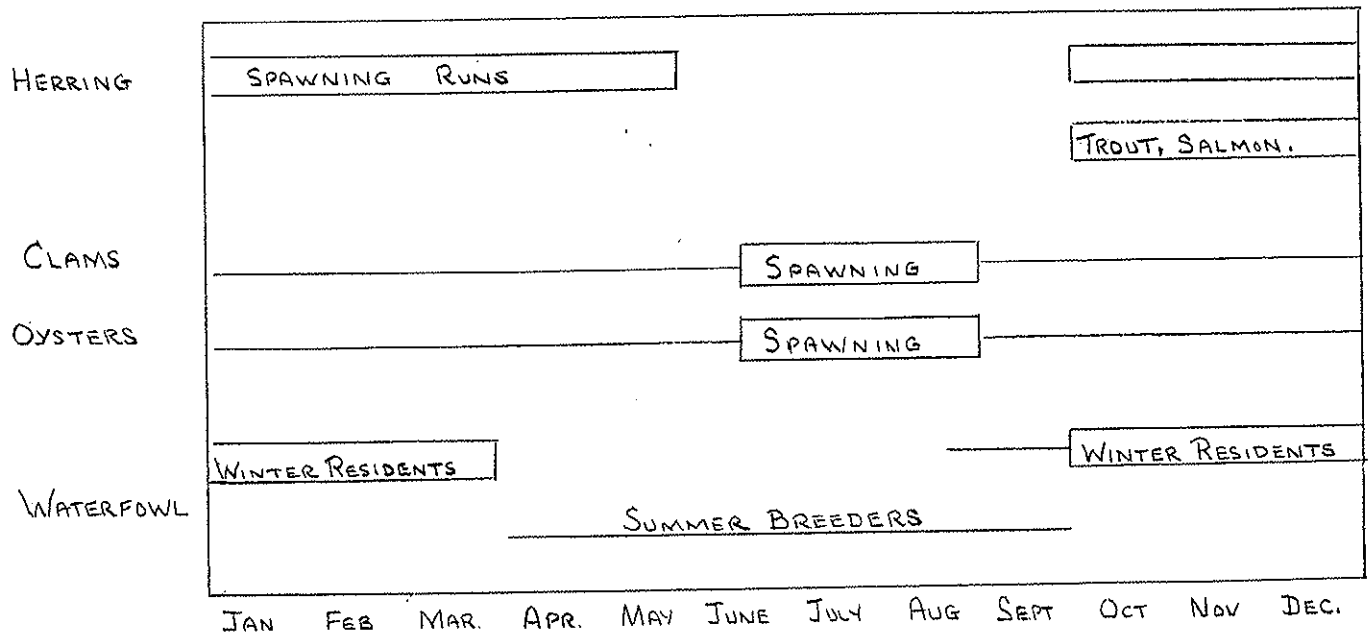 HERRING
SPAWNING RUNS
TROUT, SALMON.
CLAMS
SPAWNING
OYSTERS
SPAWNING
WINTER RESIDENTS
WINTER RESIDENTS
WATERFOWL
SUMMER BREEDERS
JAN FEB MAR. APR. MAY JUNE JULY AUG SEPT OCT NOV DEC.